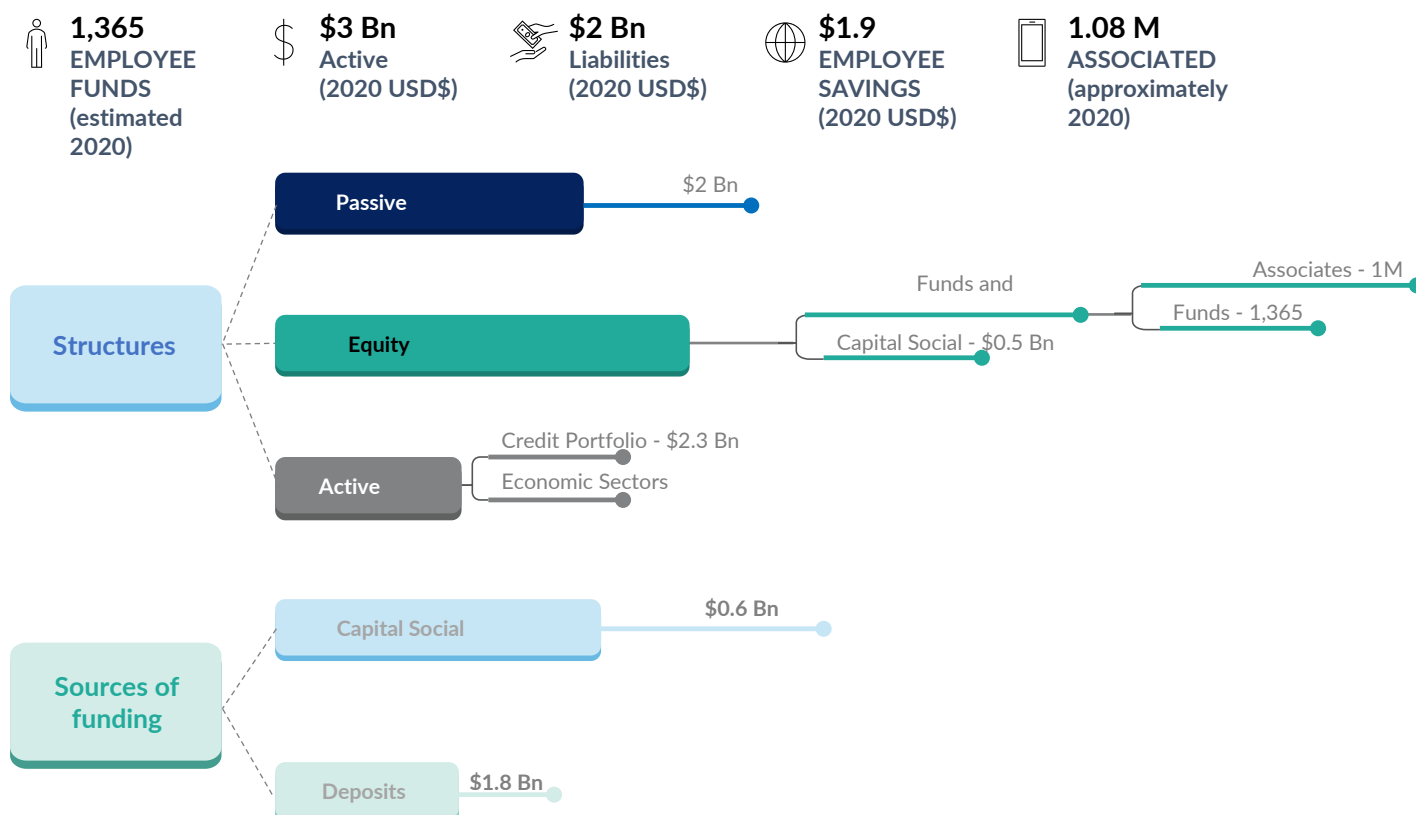 1,365
EMPLOYEE
FUNDS
(estimated
2020)
$3 Bn
Active
(2020 USD$)
$2 Bn
Liabilities
(2020 USD$)
$1.9
EMPLOYEE
SAVINGS
(2020 USD$)
1.08 M
ASSOCIATED
(approximately
2020)
Structures
Passive
$2 Bn
Equity
Funds and
Associates - 1M
Funds - 1,365
Capital Social - $0.5 Bn
Active
Credit Portfolio - $2.3 Bn
Economic Sectors
Sources of
funding
Capital Social
$0.6 Bn
Deposits
$1.8 Bn